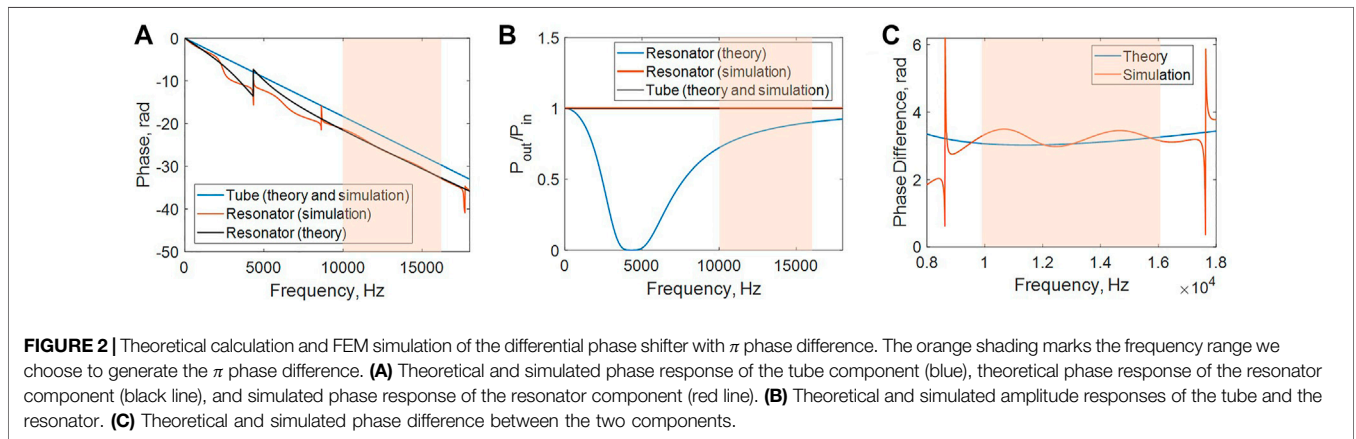 A
0
-10
-20
-30
-40
-50
Phase, rad
Tube (theory and simulation)
Resonator (simulation)
Resonator (theory)
0 5000 10000 15000
Frequency, Hz
B
1.5
1
0.5
0
P_out/P_in
Resonator (theory)
Resonator (simulation)
Tube (theory and simulation)
0 5000 10000 15000
Frequency, Hz
C
6
4
2
0
Phase Difference, rad
Theory
Simulation
0.8 1 1.2 1.4 1.6 1.8
Frequency, Hz ×10⁴
FIGURE 2 | Theoretical calculation and FEM simulation of the differential phase shifter with π phase difference. The orange shading marks the frequency range we
choose to generate the π phase difference. (A) Theoretical and simulated phase response of the tube component (blue), theoretical phase response of the resonator
component (black line), and simulated phase response of the resonator component (red line). (B) Theoretical and simulated amplitude responses of the tube and the
resonator. (C) Theoretical and simulated phase difference between the two components.